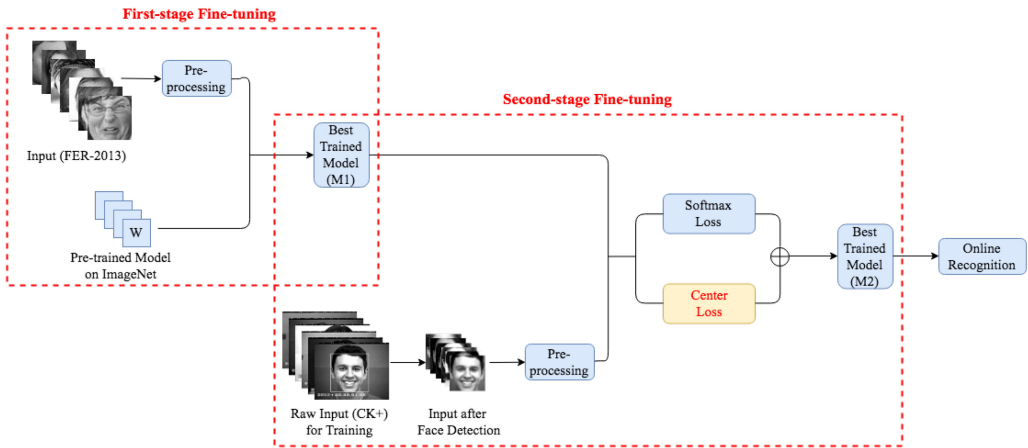 First-stage Fine-tuning
Pre-
processing
Input (FER-2013)
W
Pre-trained Model
on ImageNet
Second-stage Fine-tuning
Best
Trained
Model
(M1)
Softmax
Loss
Center
Loss
Best
Trained
Model
(M2)
Online
Recognition
Raw Input (CK+)
for Training
Input after
Face Detection
Pre-
processing